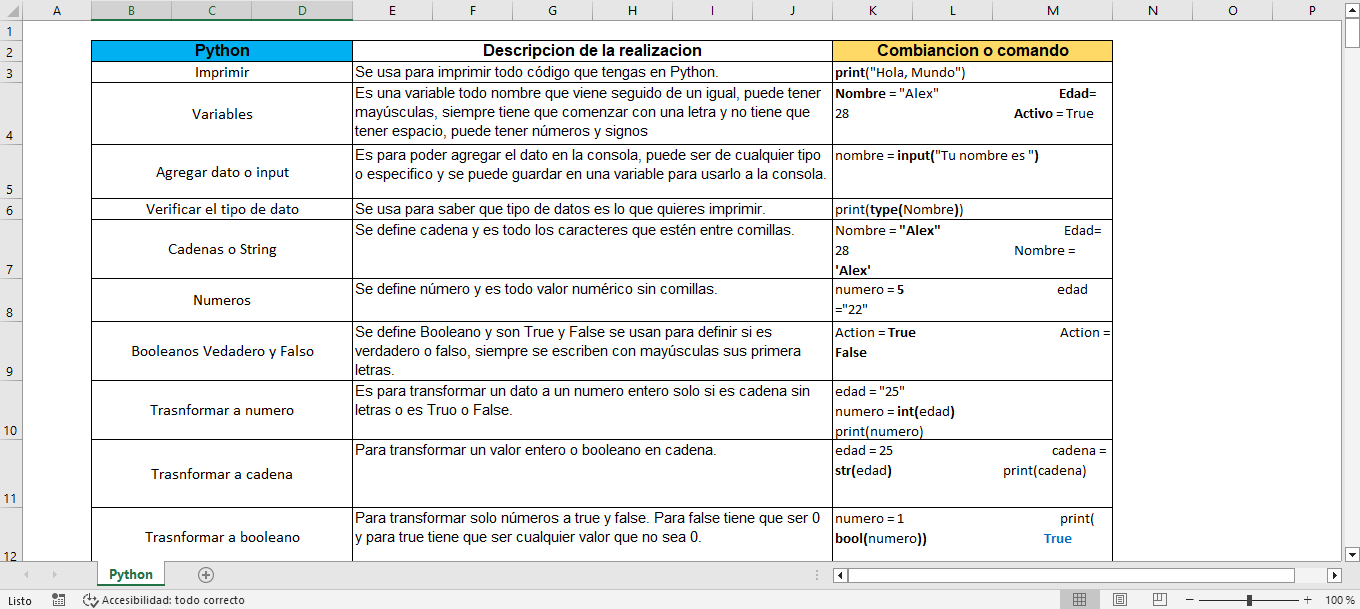 A B C D E F G H I J K L M N O P
1
2 Python Descripcion de la realizacion Combiancion o comando
3 Imprimir Se usa para imprimir todo código que tengas en Python. print("Hola, Mundo")
4 Variables
Es una variable todo nombre que viene seguido de un igual, puede tener
mayúsculas, siempre tiene que comenzar con una letra y no tiene que
tener espacio, puede tener números y signos
Nombre = "Alex" Edad=
28 Activo = True
5 Agregar dato o input
Es para poder agregar el dato en la consola, puede ser de cualquier tipo
o especifico y se puede guardar en una variable para usarlo a la consola.
nombre = input("Tu nombre es ")
6 Verificar el tipo de dato Se usa para saber que tipo de datos es lo que quieres imprimir. print(type(Nombre))
7 Cadenas o String
Se define cadena y es todo los caracteres que estén entre comillas.
Nombre = "Alex" Edad=
28 Nombre =
'Alex'
8 Numeros
Se define número y es todo valor numérico sin comillas.
numero = 5 edad
="22"
9 Booleanos Vedadero y Falso
Se define Booleano y son True y False se usan para definir si es
verdadero o falso, siempre se escriben con mayúsculas sus primera
letras.
Action = True Action =
False
10 Trasnformar a numero
Es para transformar un dato a un numero entero solo si es cadena sin
letras o es Truo o False.
edad = "25"
numero = int(edad)
print(numero)
11 Trasnformar a cadena
Para transformar un valor entero o booleano en cadena.
edad = 25 cadena =
str(edad) print(cadena)
12 Trasnformar a booleano
Para transformar solo números a true y false. Para false tiene que ser 0
y para true tiene que ser cualquier valor que no sea 0.
numero = 1 print(
bool(numero)) True
Python
Listo Accesibilidad: todo correcto 100 %